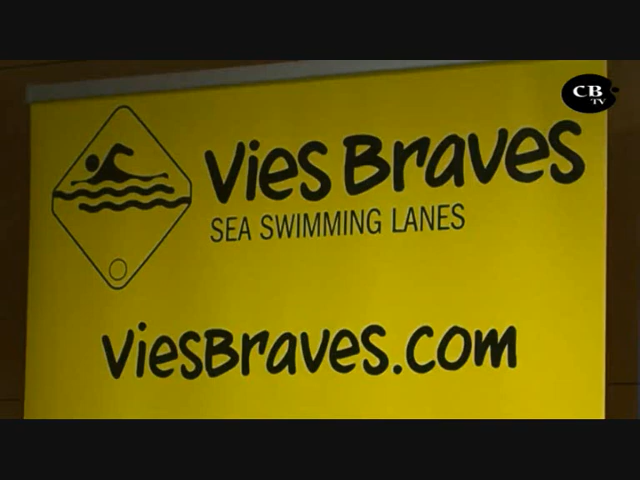 CB
TV
Vies Braves
SEA SWIMMING LANES
ViesBraves.com